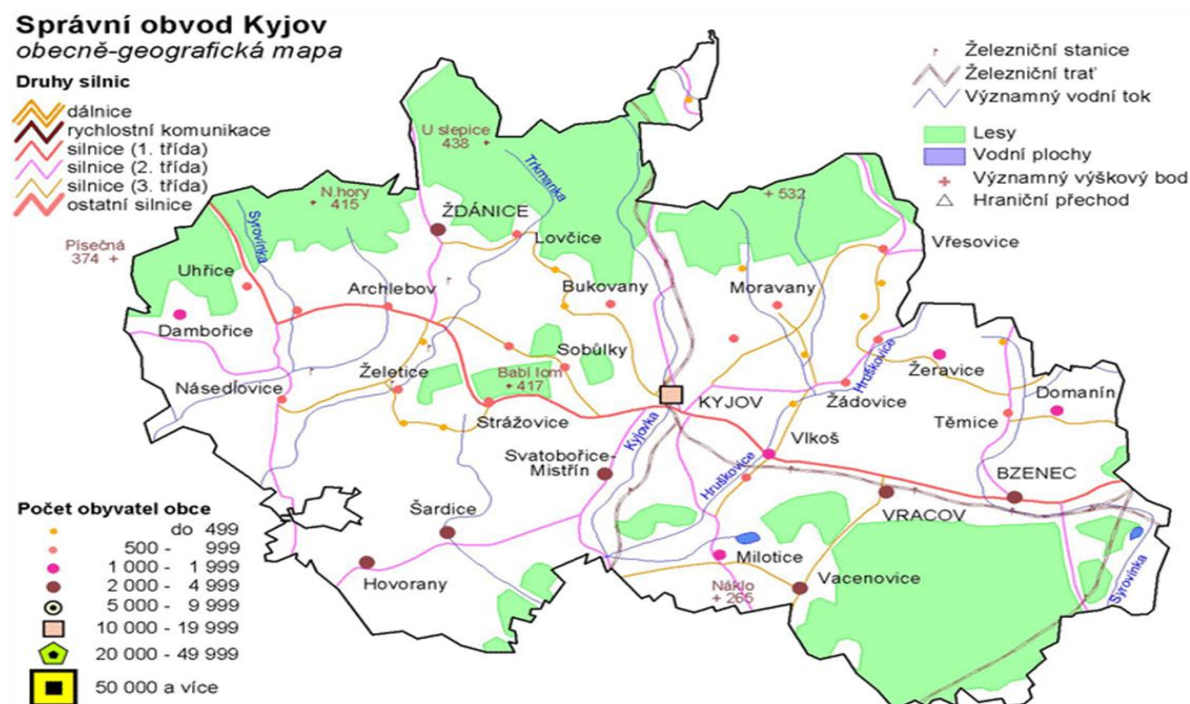 Správní obvod Kyjov
obecně-geografická mapa
Druhy silnic
dálnice
rychlostní komunikace
silnice (1. třída)
silnice (2. třída)
silnice (3. třída)
ostatní silnice
Železniční stanice
Železniční trať
Významný vodní tok
Lesy
Vodní plochy
Významný výškový bod
Hraniční přechod
U slepice
438
Trkmanka
N.hory
415
+ 532
ŽDÁNICE
Syrovínka
Lovčice
Vřesovice
Písečná
374 +
Uhřice
Archlebov
Bukovany
Moravany
Dambořice
Sobůlky
Hruškovice
Žeravice
Želetice
Babí lom
417
Násedlovice
Domanín
KYJOV
Žádovice
Strážovice
Těmice
Kyjovka
Vlkoš
Svatobořice-
Mistřín
Hruškovice
BZENEC
Šardice
VRACOV
Milotice
Hovorany
Náklo
+ 265
Vacenovice
Syrovínka
Počet obyvatel obce
do 499
500 - 999
1 000 - 1 999
2 000 - 4 999
5 000 - 9 999
10 000 - 19 999
20 000 - 49 999
50 000 a více